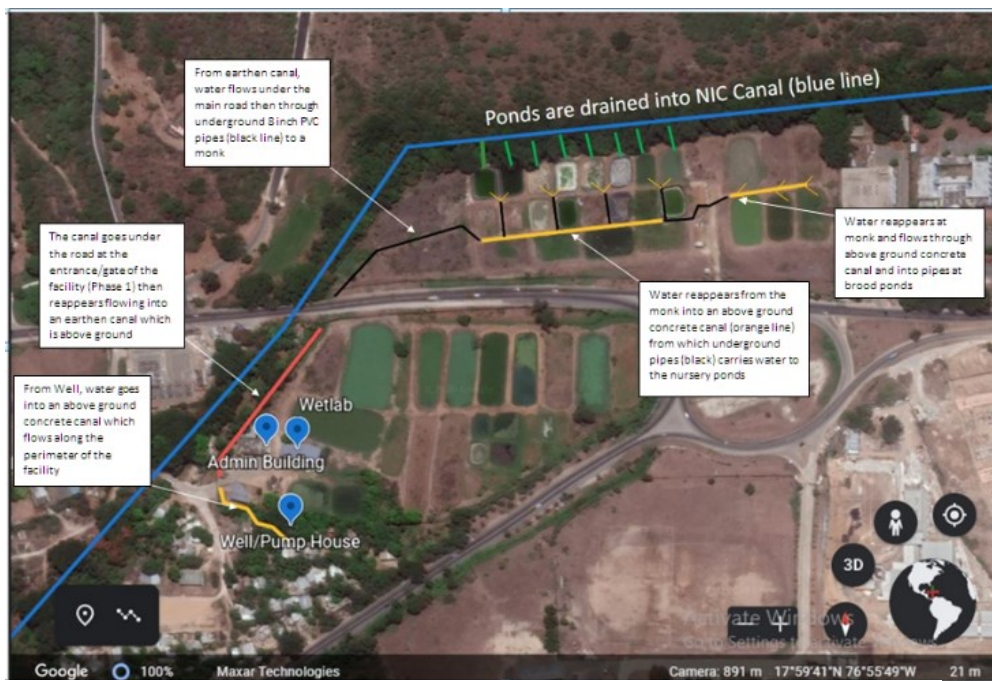 From earthen canal,
water flows under the
main road then through
underground 8 inch PVC
pipes (black line) to a
monk
Ponds are drained into NIC Canal (blue line)
The canal goes under
the road at the
entrance/gate of the
facility (Phase 1) then
reappears flowing into
an earthen canal which
is above ground
Water reappears at
monk and flows through
above ground concrete
canal and into pipes at
brood ponds
Water reappears from the
monk into an above ground
concrete canal (orange line)
from which underground
pipes (black) carries water to
the nursery ponds
From Well, water goes
into an above ground
concrete canal which
flows along the
perimeter of the
facility
Wetlab
Admin Building
Well/Pump House
3D
Activate Windows
Go to Settings to activate Windows.
Google
100%
Maxar Technologies
Camera: 891 m 17°59'41"N 76°55'49"W 21 m